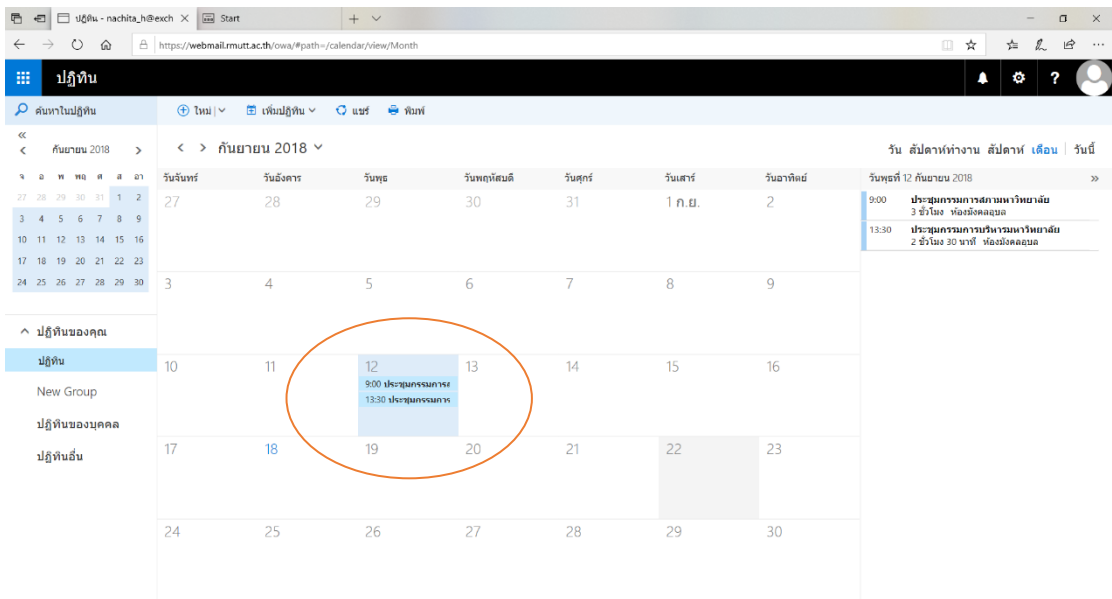 ปฏิทิน - nachita_h@exch
Start
https://webmail.rmutt.ac.th/owa/#path=/calendar/view/Month
ปฏิทิน
?
ค้นหาในปฏิทิน
ใหม่
เพิ่มปฏิทิน
แชร์
พิมพ์
กันยายน 2018
จ อ พ พฤ ศ ส อา
27 28 29 30 31 1 2
3 4 5 6 7 8 9
10 11 12 13 14 15 16
17 18 19 20 21 22 23
24 25 26 27 28 29 30
ปฏิทินของคุณ
ปฏิทิน
New Group
ปฏิทินของบุคคล
ปฏิทินอื่น
กันยายน 2018
วัน สัปดาห์ทำงาน สัปดาห์ เดือน วันนี้
วันจันทร์ วันอังคาร วันพุธ วันพฤหัสบดี วันศุกร์ วันเสาร์ วันอาทิตย์
27 28 29 30 31 1 ก.ย. 2
3 4 5 6 7 8 9
10 11 12 13 14 15 16
9:00 ประชุมกรรมการส
13:30 ประชุมกรรมการ
17 18 19 20 21 22 23
24 25 26 27 28 29 30
วันพุธที่ 12 กันยายน 2018
9:00 ประชุมกรรมการสภามหาวิทยาลัย
3 ชั่วโมง ห้องมังคลอุบล
13:30 ประชุมกรรมการบริหารมหาวิทยาลัย
2 ชั่วโมง 30 นาที ห้องมังคลอุบล